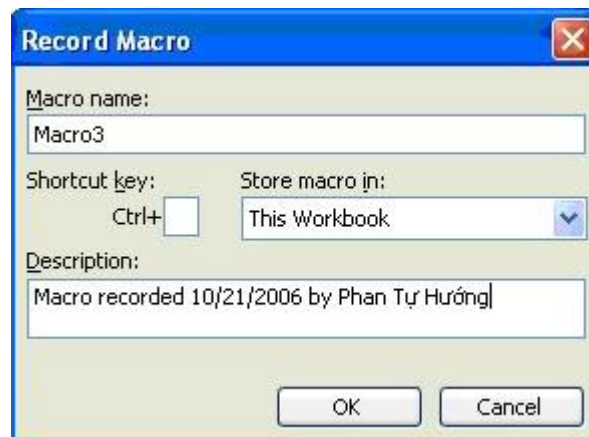 Record Macro
Macro name:
Macro3
Shortcut key: Store macro in:
Ctrl+ This Workbook
Description:
Macro recorded 10/21/2006 by Phan Tự Hướng
OK Cancel